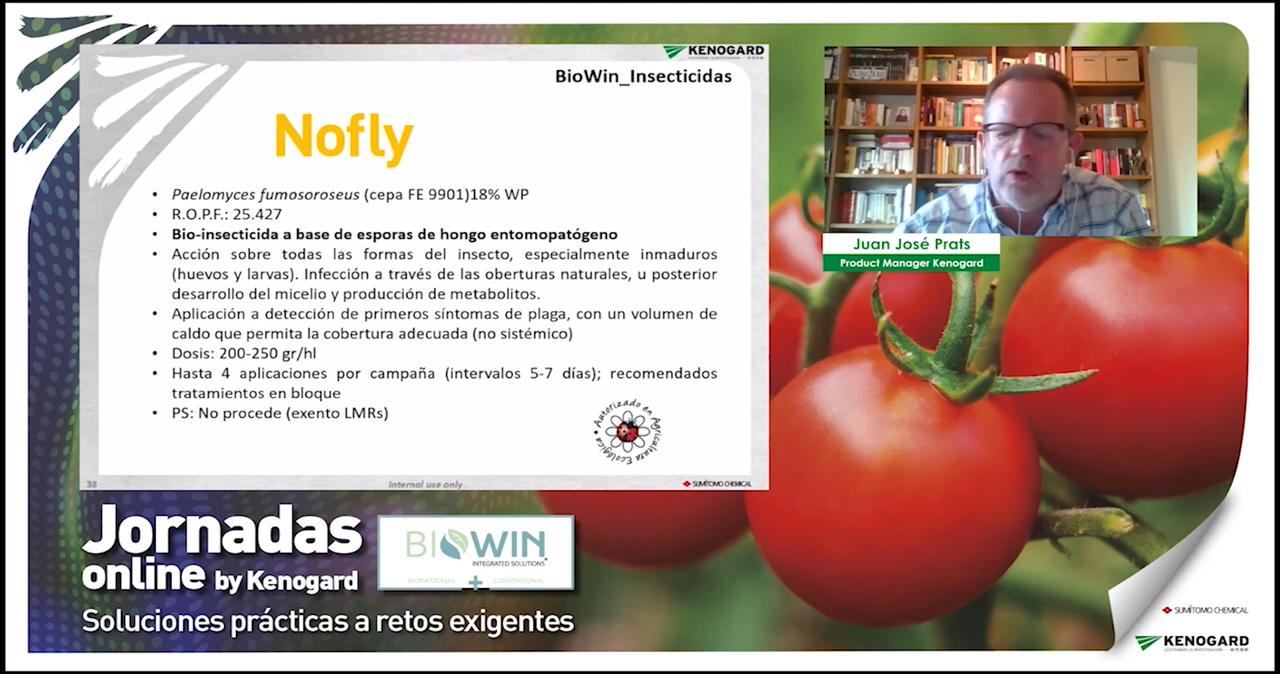 KENOGARD
BioWin_Insecticidas
Nofly
• Paelomyces fumosoroseus (cepa FE 9901)18% WP
• R.O.P.F.: 25.427
• Bio-insecticida a base de esporas de hongo entomopatógeno
• Acción sobre todas las formas del insecto, especialmente inmaduros
(huevos y larvas). Infección a través de las oberturas naturales, u posterior
desarrollo del micelio y producción de metabolitos.
• Aplicación a detección de primeros síntomas de plaga, con un volumen de
caldo que permita la cobertura adecuada (no sistémico)
• Dosis: 200-250 gr/hl
• Hasta 4 aplicaciones por campaña (intervalos 5-7 días); recomendados
tratamientos en bloque
• PS: No procede (exento LMRs)
• Autorizado en Agricultura Ecológica
38
Internal use only
SUMITOMO CHEMICAL
Juan José Prats
Product Manager Kenogard
Jornadas
online by Kenogard
BIOWIN
INTEGRATED SOLUTIONS
BIORATIONAL + CONVENTIONAL
Soluciones prácticas a retos exigentes
SUMITOMO CHEMICAL
KENOGARD